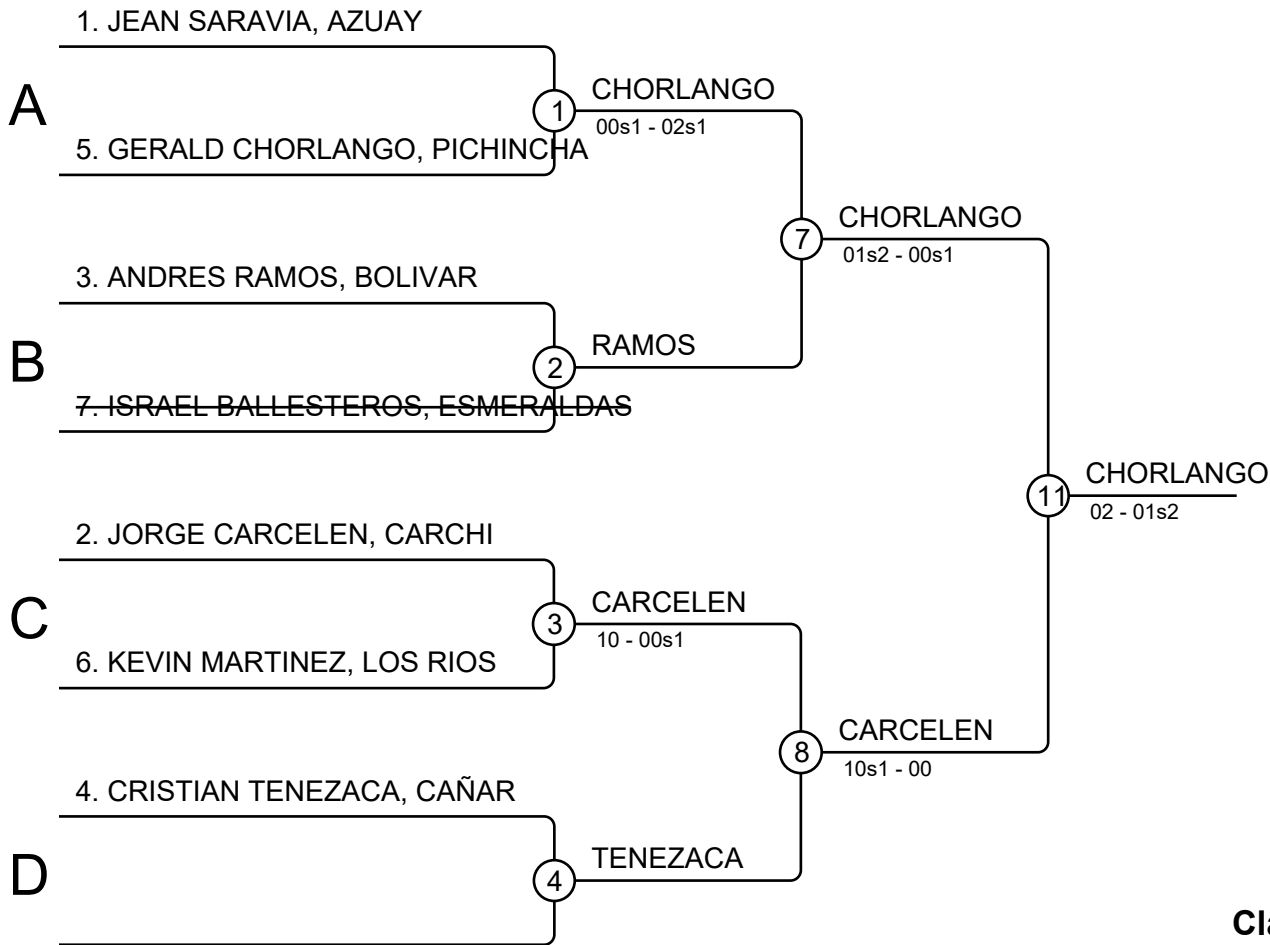 1. JEAN SARAVIA, AZUAY
A
1
CHORLANGO
00s1 - 02s1
5. GERALD CHORLANGO, PICHINCHA
7
CHORLANGO
01s2 - 00s1
3. ANDRES RAMOS, BOLIVAR
B
2
RAMOS
7. ISRAEL BALLESTEROS, ESMERALDAS
11
CHORLANGO
02 - 01s2
2. JORGE CARCELEN, CARCHI
C
3
CARCELEN
10 - 00s1
6. KEVIN MARTINEZ, LOS RIOS
8
CARCELEN
10s1 - 00
4. CRISTIAN TENEZACA, CAÑAR
D
4
TENEZACA